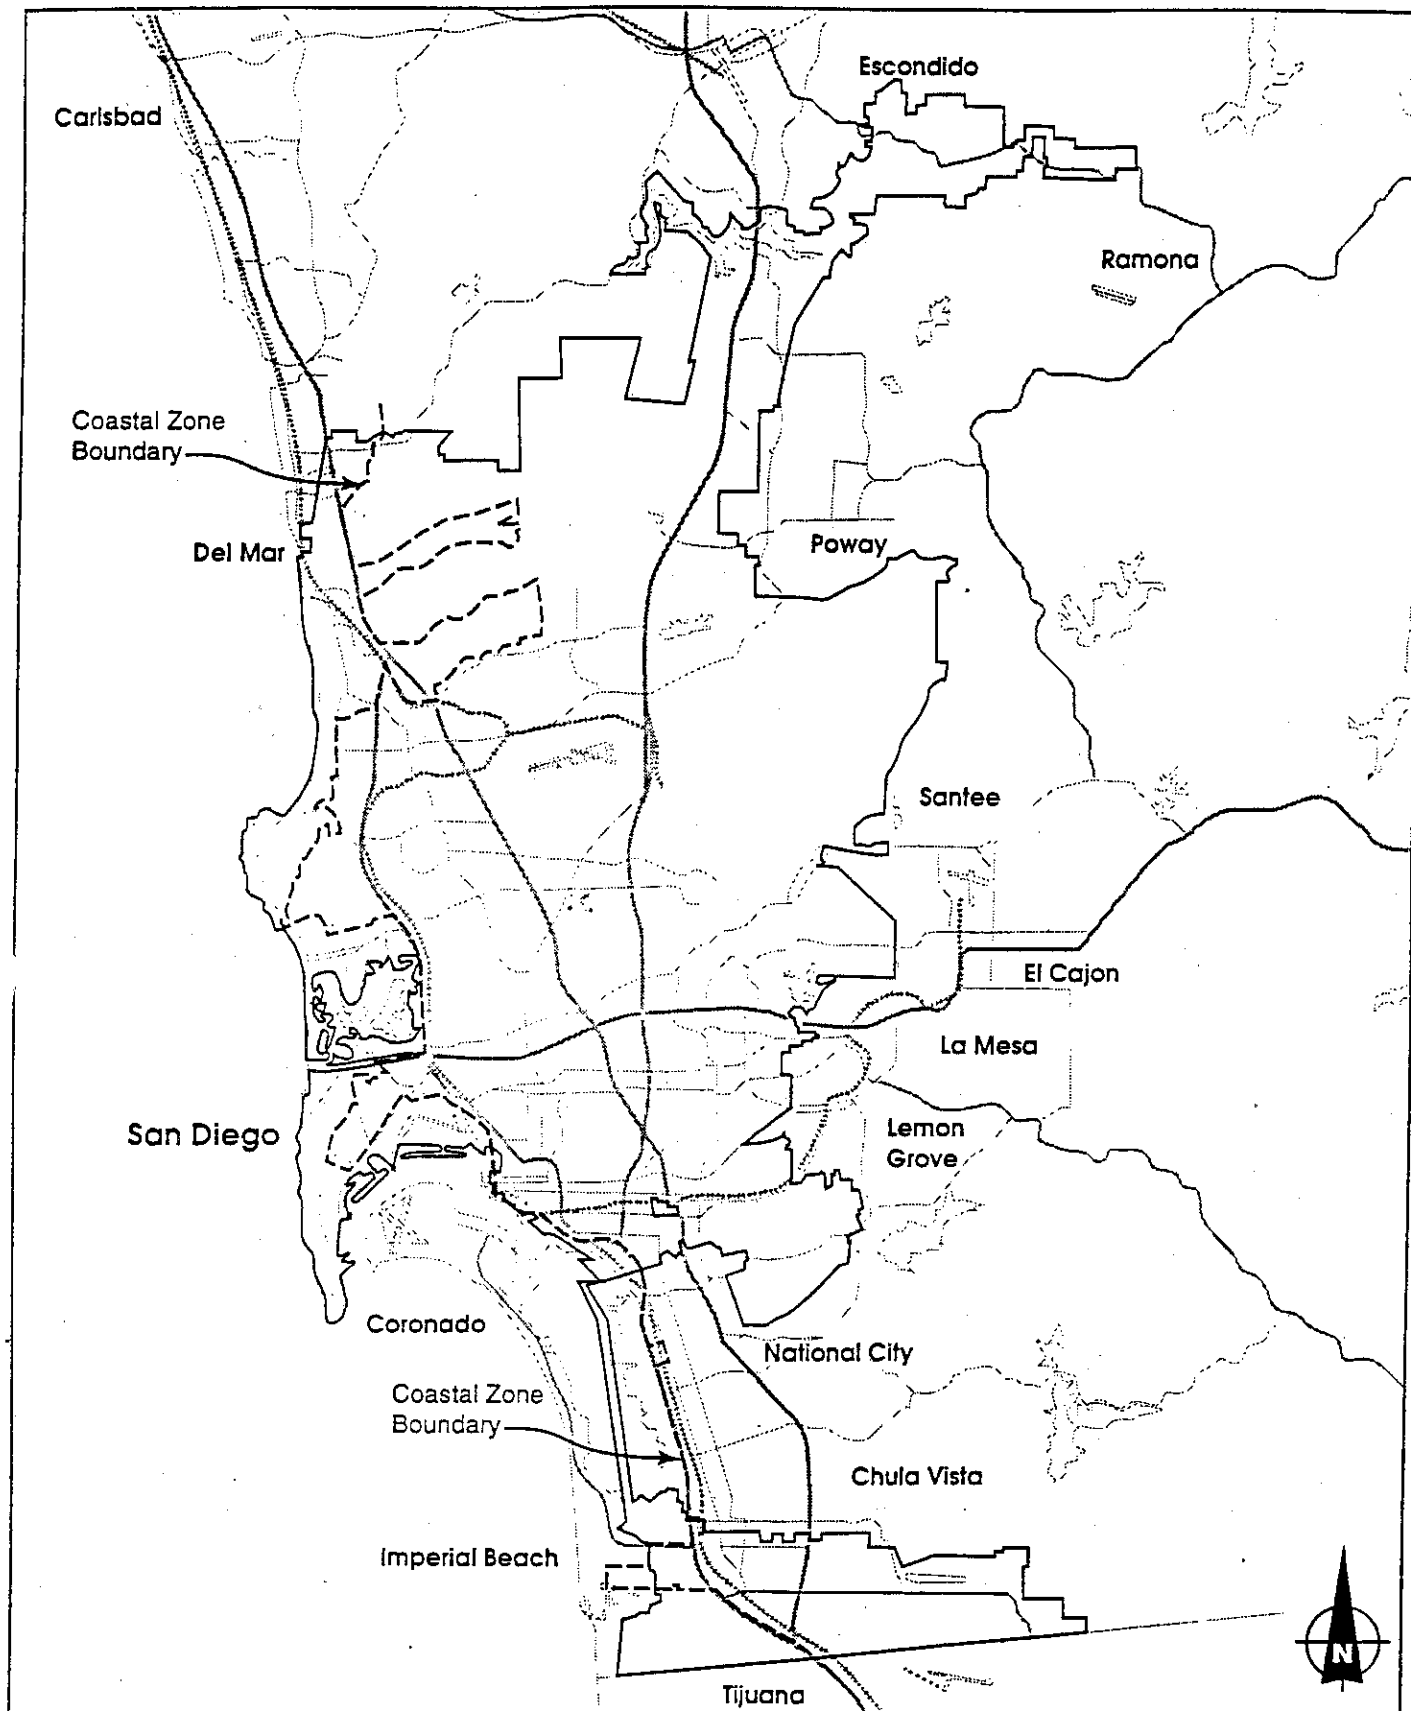 Escondido
Carlsbad
Ramona
Coastal Zone
Boundary
Del Mar
Poway
Santee
El Cajon
La Mesa
San Diego
Lemon
Grove
Coronado
National City
Coastal Zone
Boundary
Chula Vista
Imperial Beach
N
Tijuana